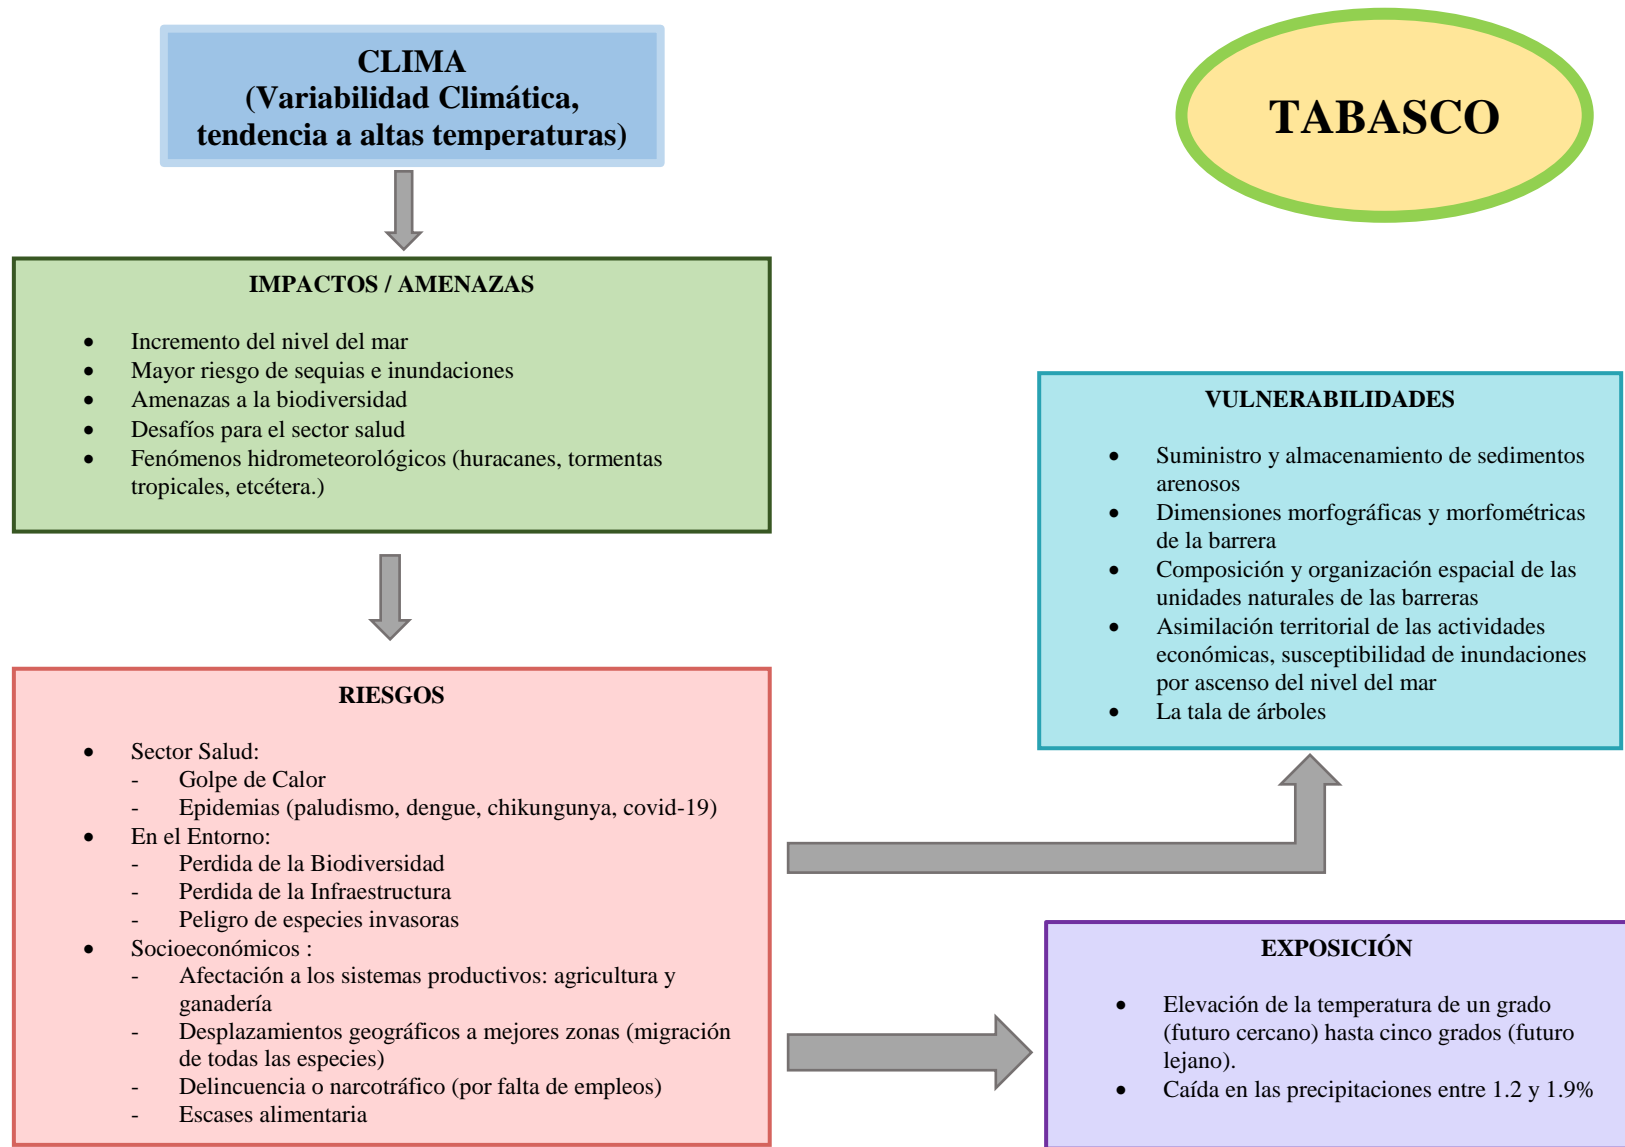 CLIMA
(Variabilidad Climática,
tendencia a altas temperaturas)
TABASCO
IMPACTOS / AMENAZAS
• Incremento del nivel del mar
• Mayor riesgo de sequias e inundaciones
• Amenazas a la biodiversidad
• Desafíos para el sector salud
• Fenómenos hidrometeorológicos (huracanes, tormentas
tropicales, etcétera.)
RIESGOS
• Sector Salud:
- Golpe de Calor
- Epidemias (paludismo, dengue, chikungunya, covid-19)
• En el Entorno:
- Perdida de la Biodiversidad
- Perdida de la Infraestructura
- Peligro de especies invasoras
• Socioeconómicos :
- Afectación a los sistemas productivos: agricultura y
ganadería
- Desplazamientos geográficos a mejores zonas (migración
de todas las especies)
- Delincuencia o narcotráfico (por falta de empleos)
- Escases alimentaria
VULNERABILIDADES
• Suministro y almacenamiento de sedimentos
arenosos
• Dimensiones morfográficas y morfométricas
de la barrera
• Composición y organización espacial de las
unidades naturales de las barreras
• Asimilación territorial de las actividades
económicas, susceptibilidad de inundaciones
por ascenso del nivel del mar
• La tala de árboles
EXPOSICIÓN
• Elevación de la temperatura de un grado
(futuro cercano) hasta cinco grados (futuro
lejano).
• Caída en las precipitaciones entre 1.2 y 1.9%